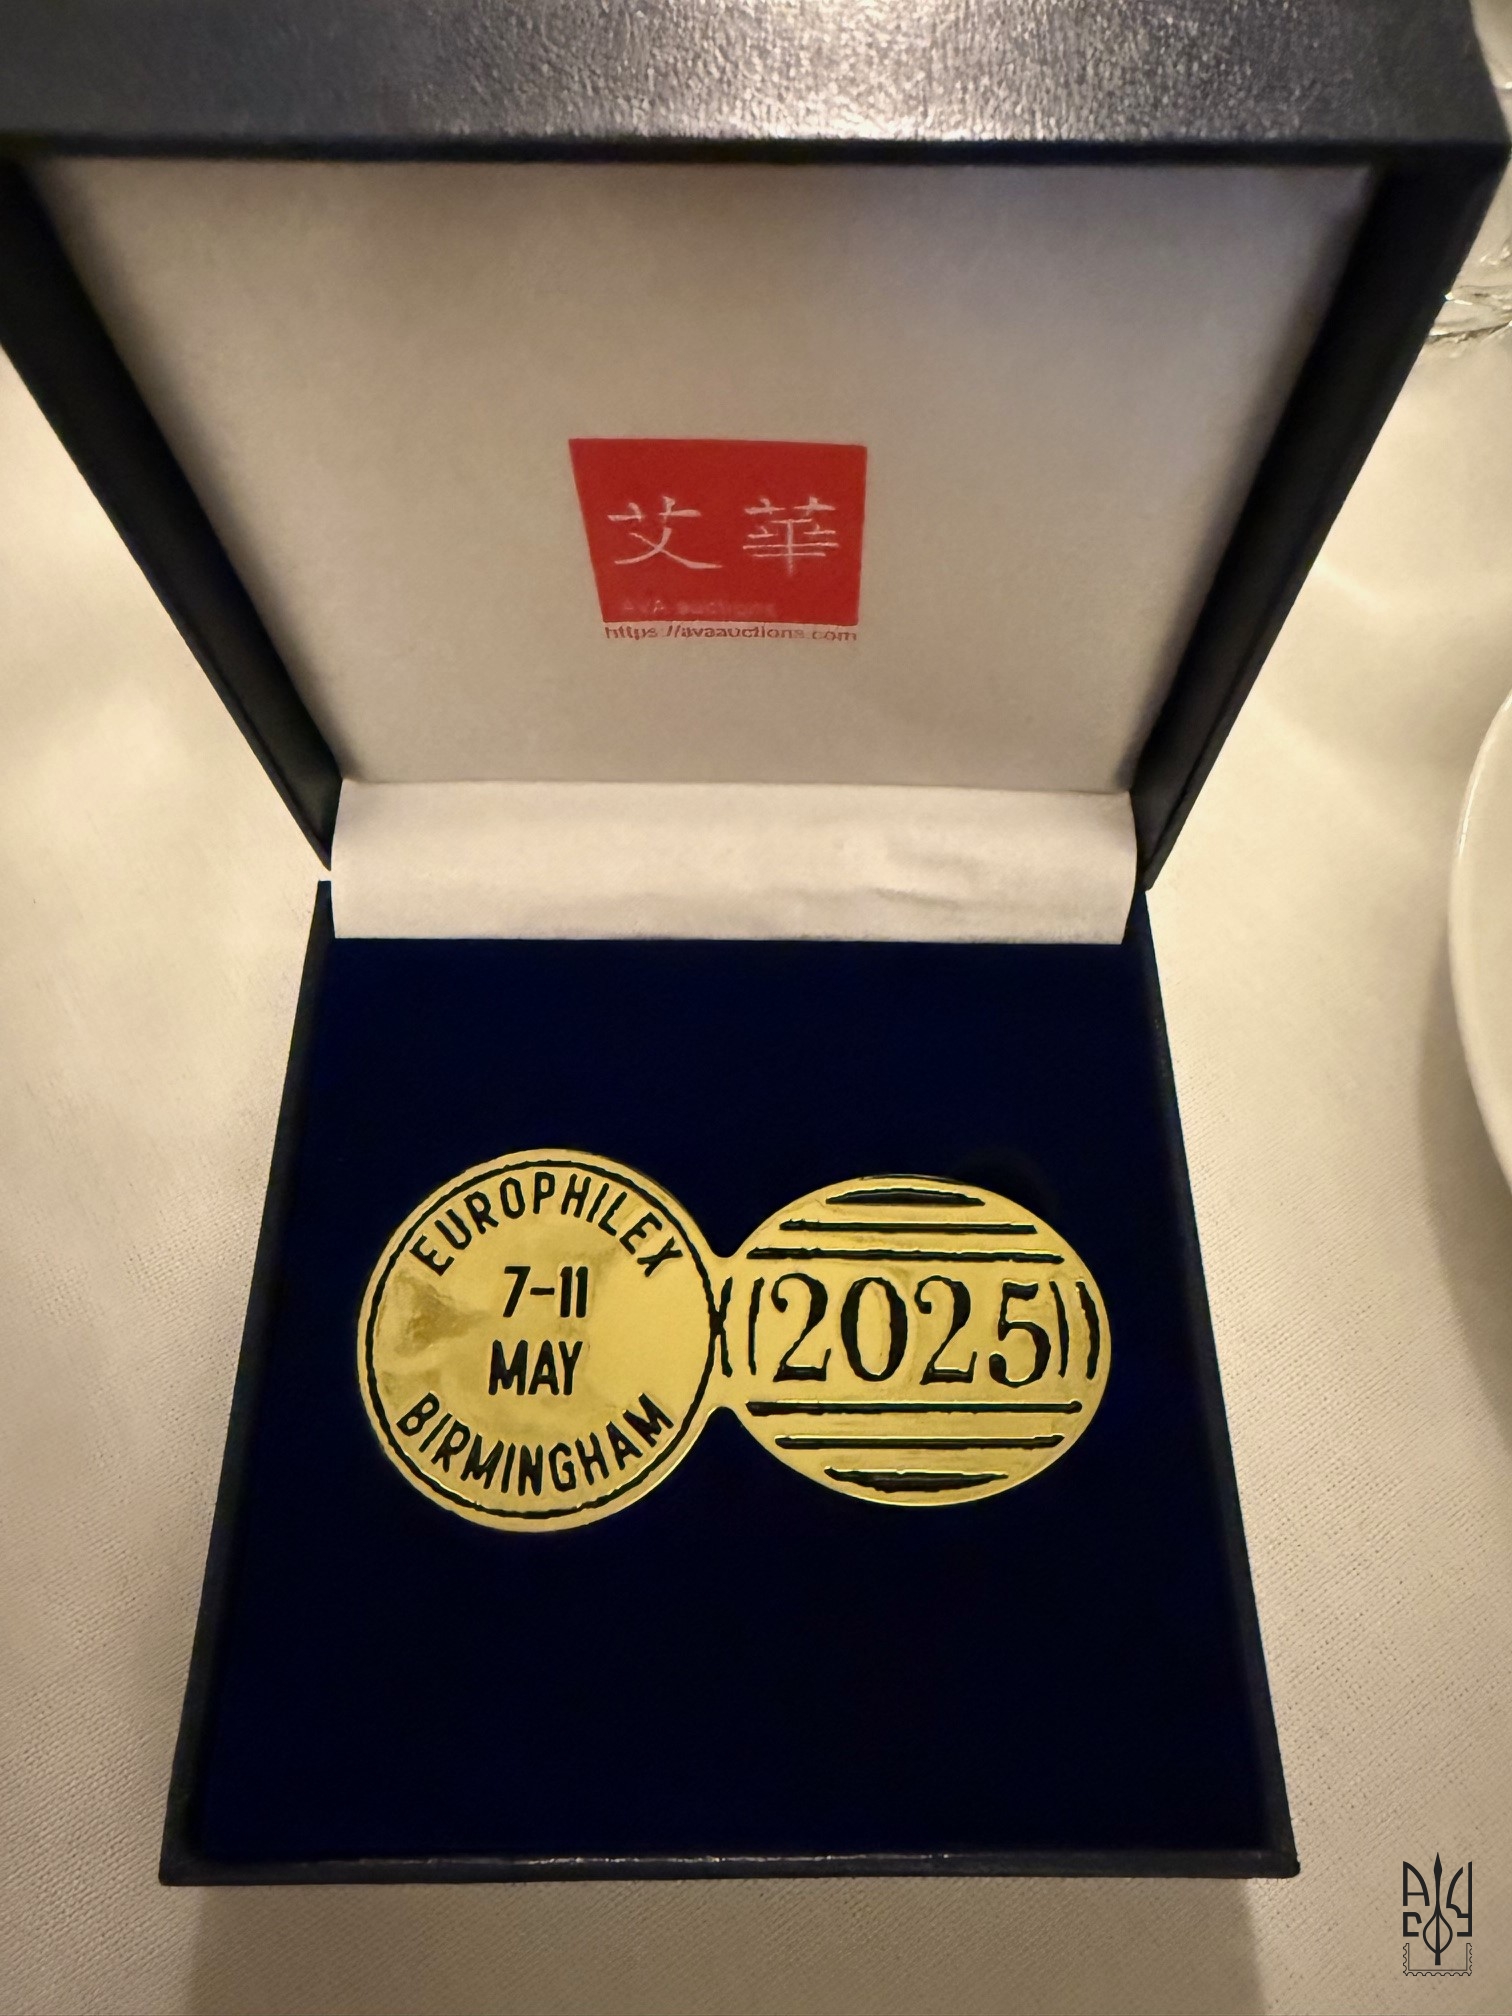 艾華
AVA auctions
https://avaauctions.com
EUROPHILEX
7-11
MAY
BIRMINGHAM
2025